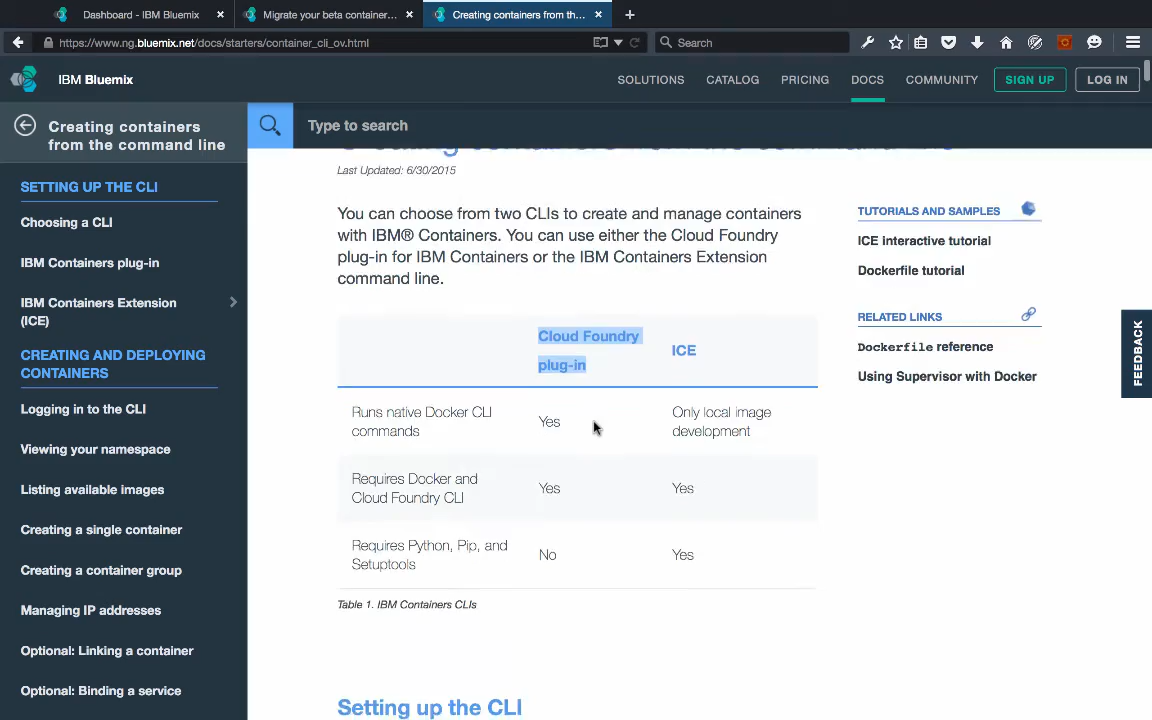 Dashboard - IBM Bluemix
Migrate your beta container...
Creating containers from th...
https://www.ng.bluemix.net/docs/starters/container_cli_ov.html
Search
IBM Bluemix
SOLUTIONS
CATALOG
PRICING
DOCS
COMMUNITY
SIGN UP
LOG IN
Creating containers
from the command line
Type to search
SETTING UP THE CLI
Choosing a CLI
IBM Containers plug-in
IBM Containers Extension
(ICE)
CREATING AND DEPLOYING
CONTAINERS
Logging in to the CLI
Viewing your namespace
Listing available images
Creating a single container
Creating a container group
Managing IP addresses
Optional: Linking a container
Optional: Binding a service
Creating containers from the command line
Last Updated: 6/30/2015
You can choose from two CLIs to create and manage containers
with IBM® Containers. You can use either the Cloud Foundry
plug-in for IBM Containers or the IBM Containers Extension
command line.
Cloud Foundry
plug-in
ICE
Runs native Docker CLI
commands
Yes
Only local image
development
Requires Docker and
Cloud Foundry CLI
Yes
Yes
Requires Python, Pip, and
Setuptools
No
Yes
Table 1. IBM Containers CLIs
Setting up the CLI
TUTORIALS AND SAMPLES
ICE interactive tutorial
Dockerfile tutorial
RELATED LINKS
Dockerfile reference
Using Supervisor with Docker
FEEDBACK